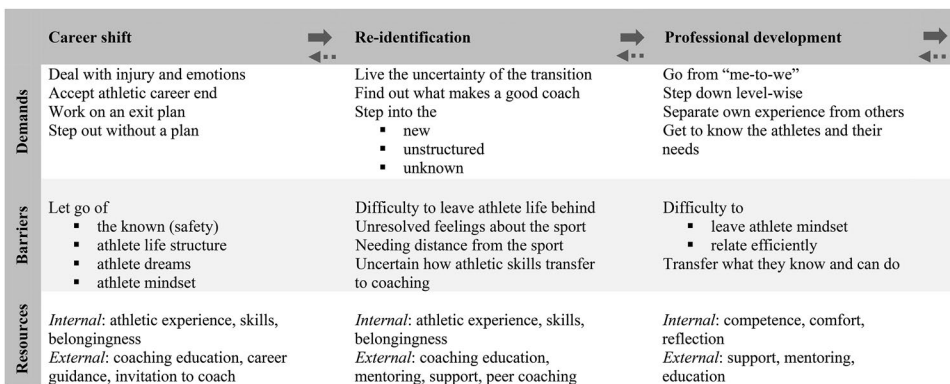 Career shift Re-identification Professional development
Demands
Deal with injury and emotions
Accept athletic career end
Work on an exit plan
Step out without a plan
Live the uncertainty of the transition
Find out what makes a good coach
Step into the
▪ new
▪ unstructured
▪ unknown
Go from “me-to-we”
Step down level-wise
Separate own experience from others
Get to know the athletes and their
needs
Barriers
Let go of
▪ the known (safety)
▪ athlete life structure
▪ athlete dreams
▪ athlete mindset
Difficulty to leave athlete life behind
Unresolved feelings about the sport
Needing distance from the sport
Uncertain how athletic skills transfer
to coaching
Difficulty to
▪ leave athlete mindset
▪ relate efficiently
Transfer what they know and can do
Resources
Internal: athletic experience, skills,
belongingness
External: coaching education, career
guidance, invitation to coach
Internal: athletic experience, skills,
belongingness
External: coaching education,
mentoring, support, peer coaching
Internal: competence, comfort,
reflection
External: support, mentoring,
education